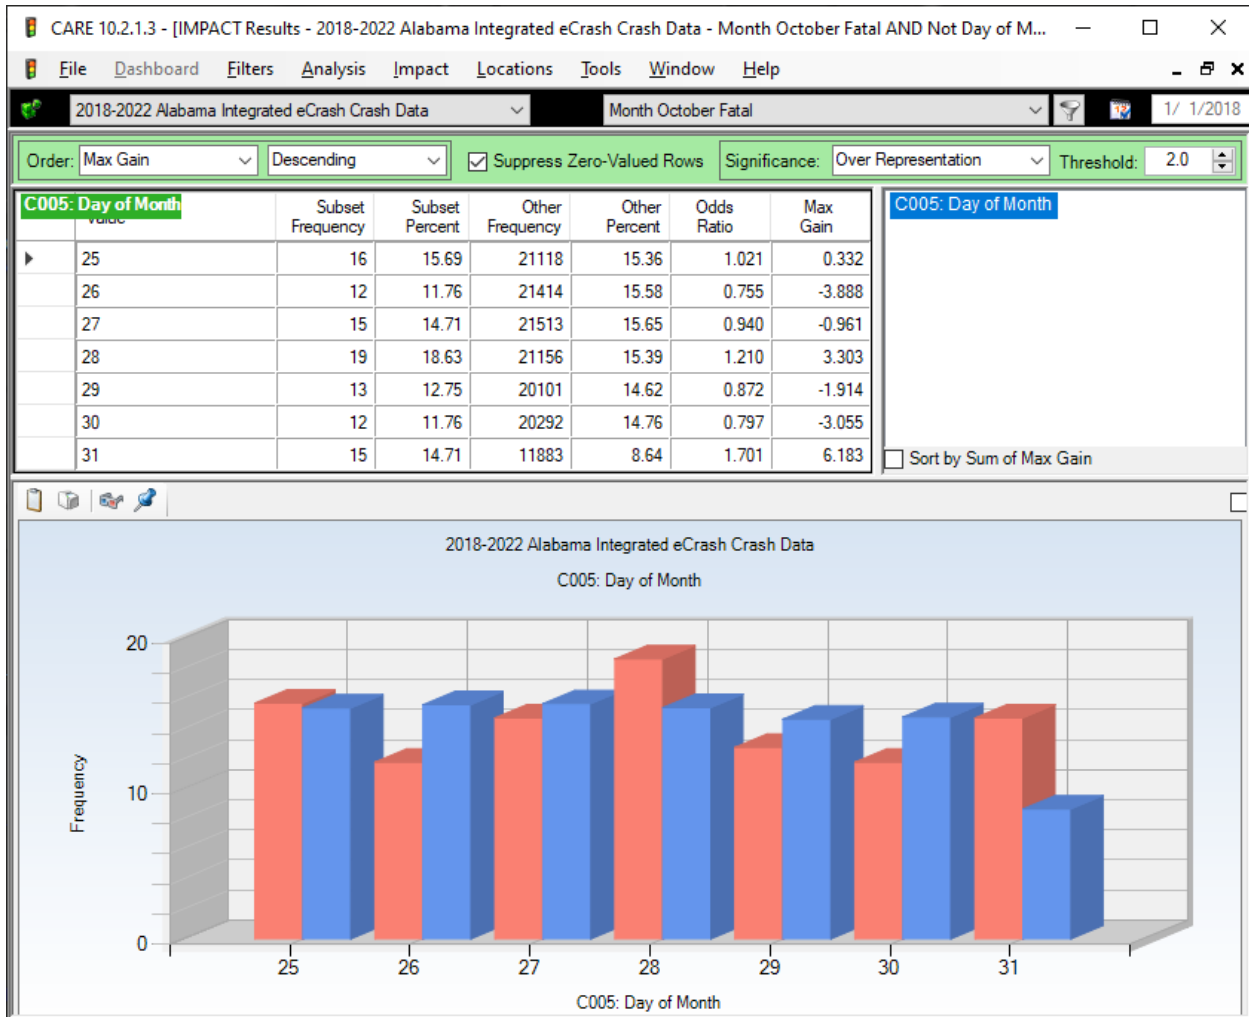 CARE 10.2.1.3 - [IMPACT Results - 2018-2022 Alabama Integrated eCrash Crash Data - Month October Fatal AND Not Day of M...
File Dashboard Filters Analysis Impact Locations Tools Window Help
2018-2022 Alabama Integrated eCrash Crash Data Month October Fatal 1/ 1/2018
Order: Max Gain Descending Suppress Zero-Valued Rows Significance: Over Representation Threshold: 2.0
C005: Day of Month Subset Frequency Subset Percent Other Frequency Other Percent Odds Ratio Max Gain C005: Day of Month
25 16 15.69 21118 15.36 1.021 0.332
26 12 11.76 21414 15.58 0.755 -3.888
27 15 14.71 21513 15.65 0.940 -0.961
28 19 18.63 21156 15.39 1.210 3.303
29 13 12.75 20101 14.62 0.872 -1.914
30 12 11.76 20292 14.76 0.797 -3.055
31 15 14.71 11883 8.64 1.701 6.183
Sort by Sum of Max Gain
2018-2022 Alabama Integrated eCrash Crash Data
C005: Day of Month
20
10
0
Frequency
25 26 27 28 29 30 31
C005: Day of Month